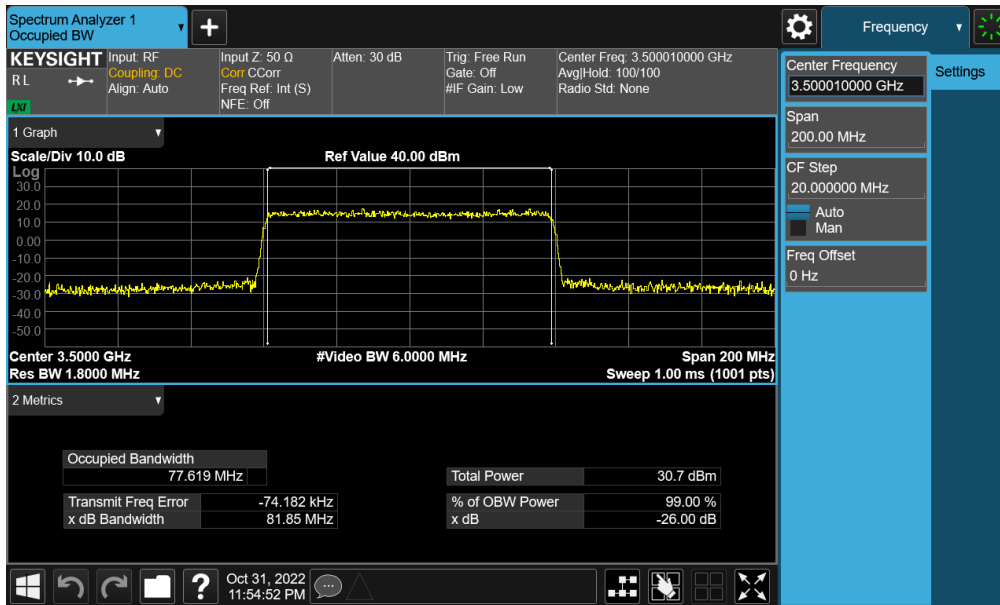 Spectrum Analyzer 1
Occupied BW
Frequency
KEYSIGHT
R L
LXI
Input: RF
Coupling: DC
Align: Auto
Input Z: 50 Ω
Corr CCorr
Freq Ref: Int (S)
NFE: Off
Atten: 30 dB
Trig: Free Run
Gate: Off
#IF Gain: Low
Center Freq: 3.500010000 GHz
Avg|Hold: 100/100
Radio Std: None
Center Frequency
3.500010000 GHz
Settings
Span
200.00 MHz
CF Step
20.000000 MHz
Auto
Man
Freq Offset
0 Hz
1 Graph
Scale/Div 10.0 dB
Ref Value 40.00 dBm
Log
30.0
20.0
10.0
0.00
-10.0
-20.0
-30.0
-40.0
-50.0
Center 3.5000 GHz
#Video BW 6.0000 MHz
Span 200 MHz
Res BW 1.8000 MHz
Sweep 1.00 ms (1001 pts)
2 Metrics
Occupied Bandwidth
77.619 MHz
Total Power 30.7 dBm
Transmit Freq Error -74.182 kHz
% of OBW Power 99.00 %
x dB Bandwidth 81.85 MHz
x dB -26.00 dB
?
Oct 31, 2022
11:54:52 PM